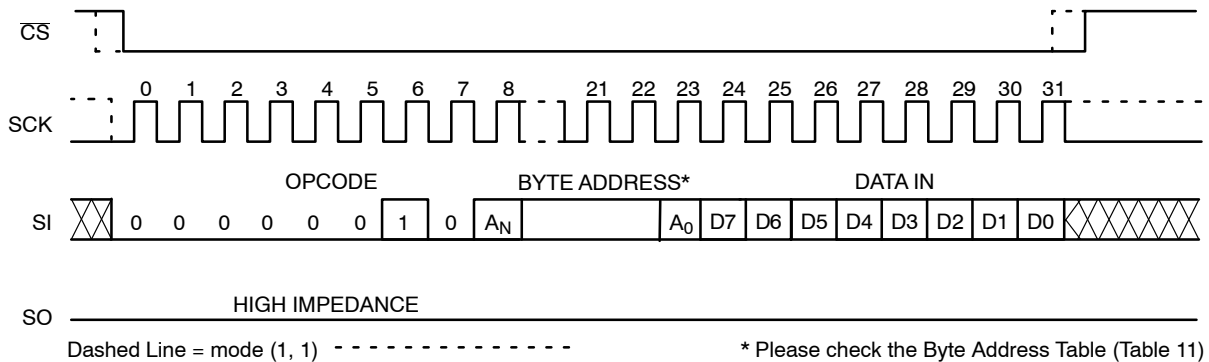 CS
0 1 2 3 4 5 6 7 8 21 22 23 24 25 26 27 28 29 30 31
SCK
OPCODE BYTE ADDRESS* DATA IN
SI 0 0 0 0 0 0 1 0 AN A0 D7 D6 D5 D4 D3 D2 D1 D0
HIGH IMPEDANCE
SO
Dashed Line = mode (1, 1) * Please check the Byte Address Table (Table 11)